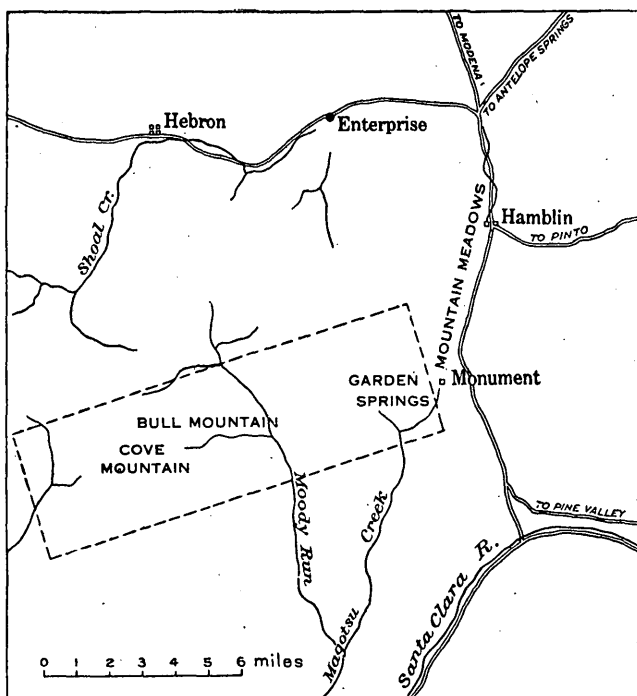 TO MODENA
TO ANTELOPE SPRINGS
Hebron
Enterprise
Shoal Cr.
MOUNTAIN MEADOWS
Hamblin
TO PINTO
GARDEN
SPRINGS
Monument
BULL MOUNTAIN
COVE
MOUNTAIN
Moody Run
Magotsu Creek
TO PINE VALLEY
Santa Clara R.
0 1 2 3 4 5 6 miles